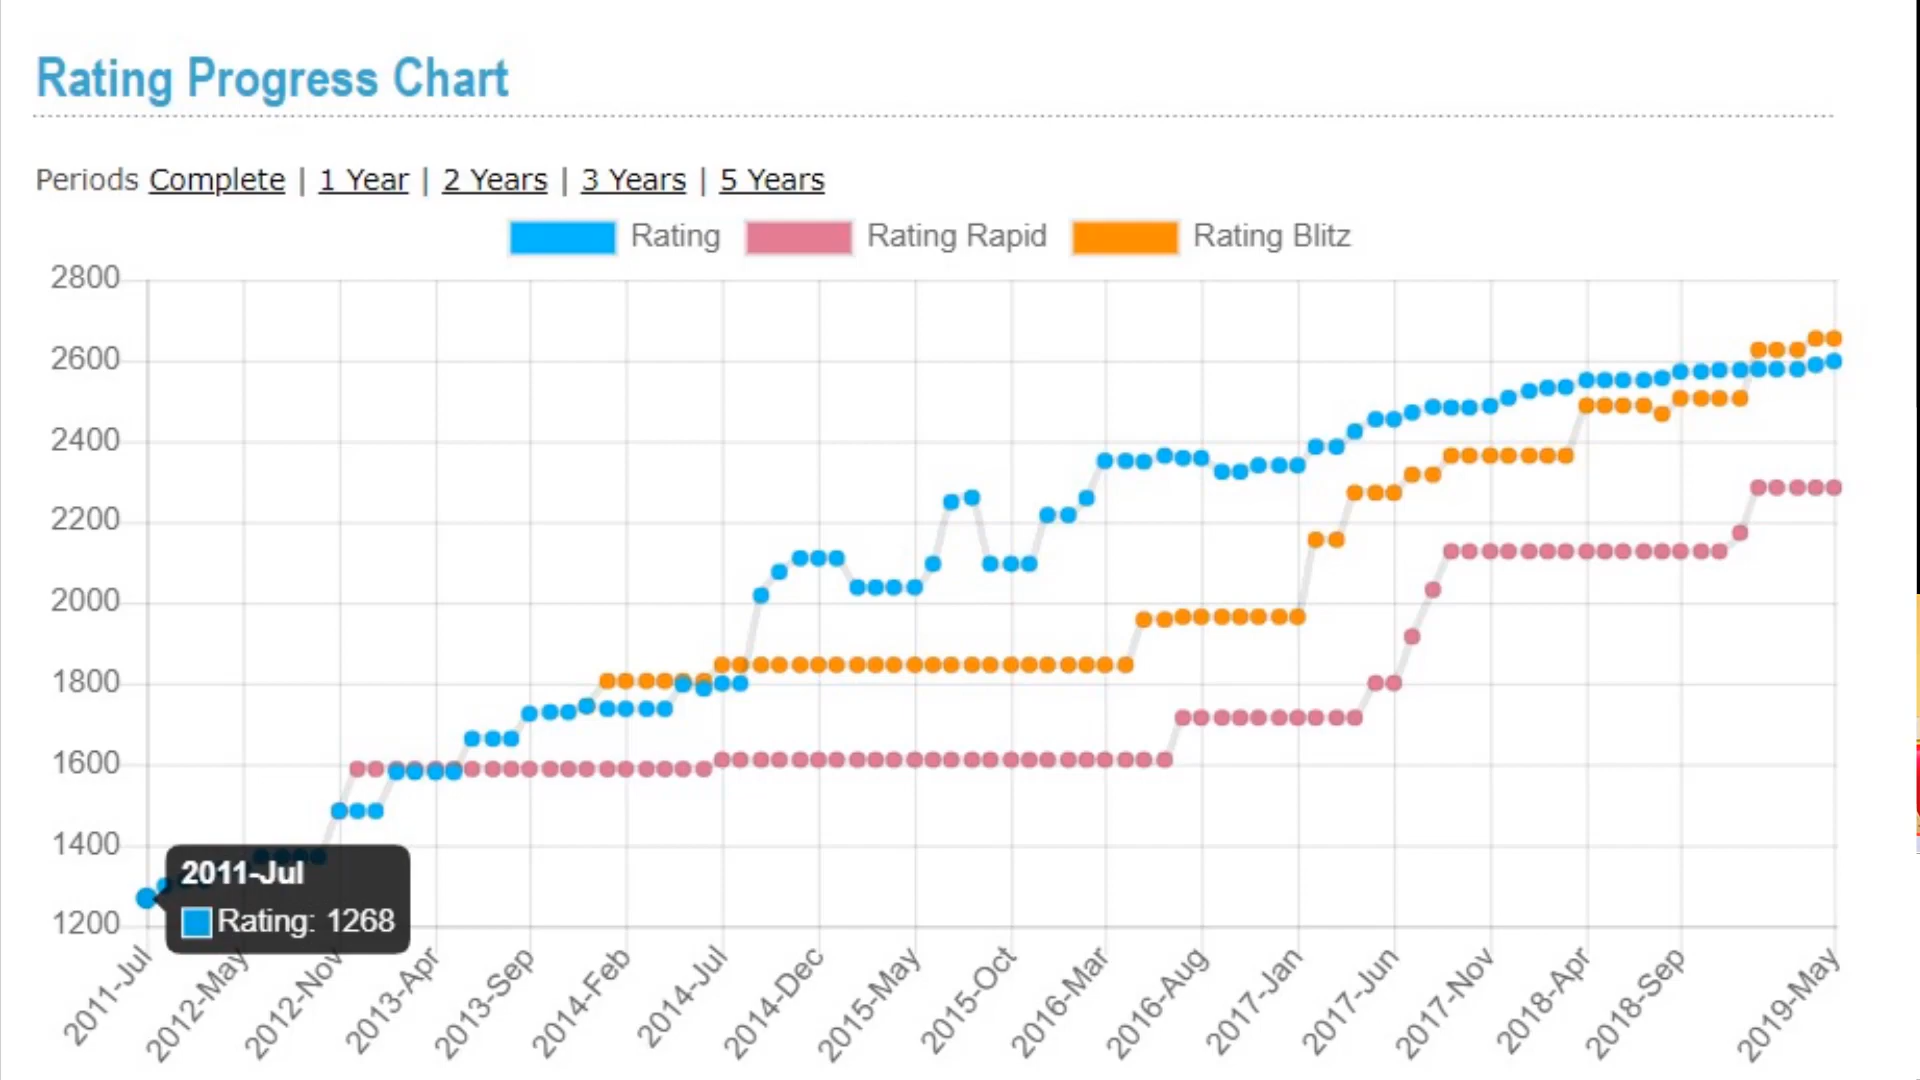 Rating Progress Chart
Periods Complete | 1 Year | 2 Years | 3 Years | 5 Years
Rating Rating Rapid Rating Blitz
2800
2600
2400
2200
2000
1800
1600
1400
1200
2011-Jul
Rating: 1268
2011-Jul 2012-May 2012-Nov 2013-Apr 2013-Sep 2014-Feb 2014-Jul 2014-Dec 2015-May 2015-Oct 2016-Mar 2016-Aug 2017-Jan 2017-Jun 2017-Nov 2018-Apr 2018-Sep 2019-May